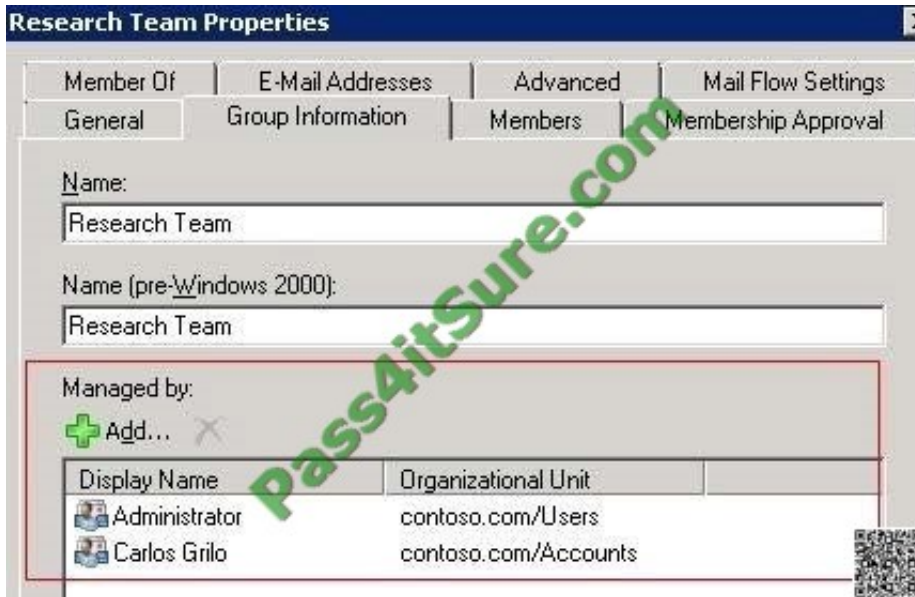 Research Team Properties
Member Of E-Mail Addresses Advanced Mail Flow Settings
General Group Information Members Membership Approval
Name:
Research Team
Name (pre-Windows 2000):
Research Team
Managed by:
Add...
Display Name Organizational Unit
Administrator contoso.com/Users
Carlos Grilo contoso.com/Accounts
Pass4itSure.com